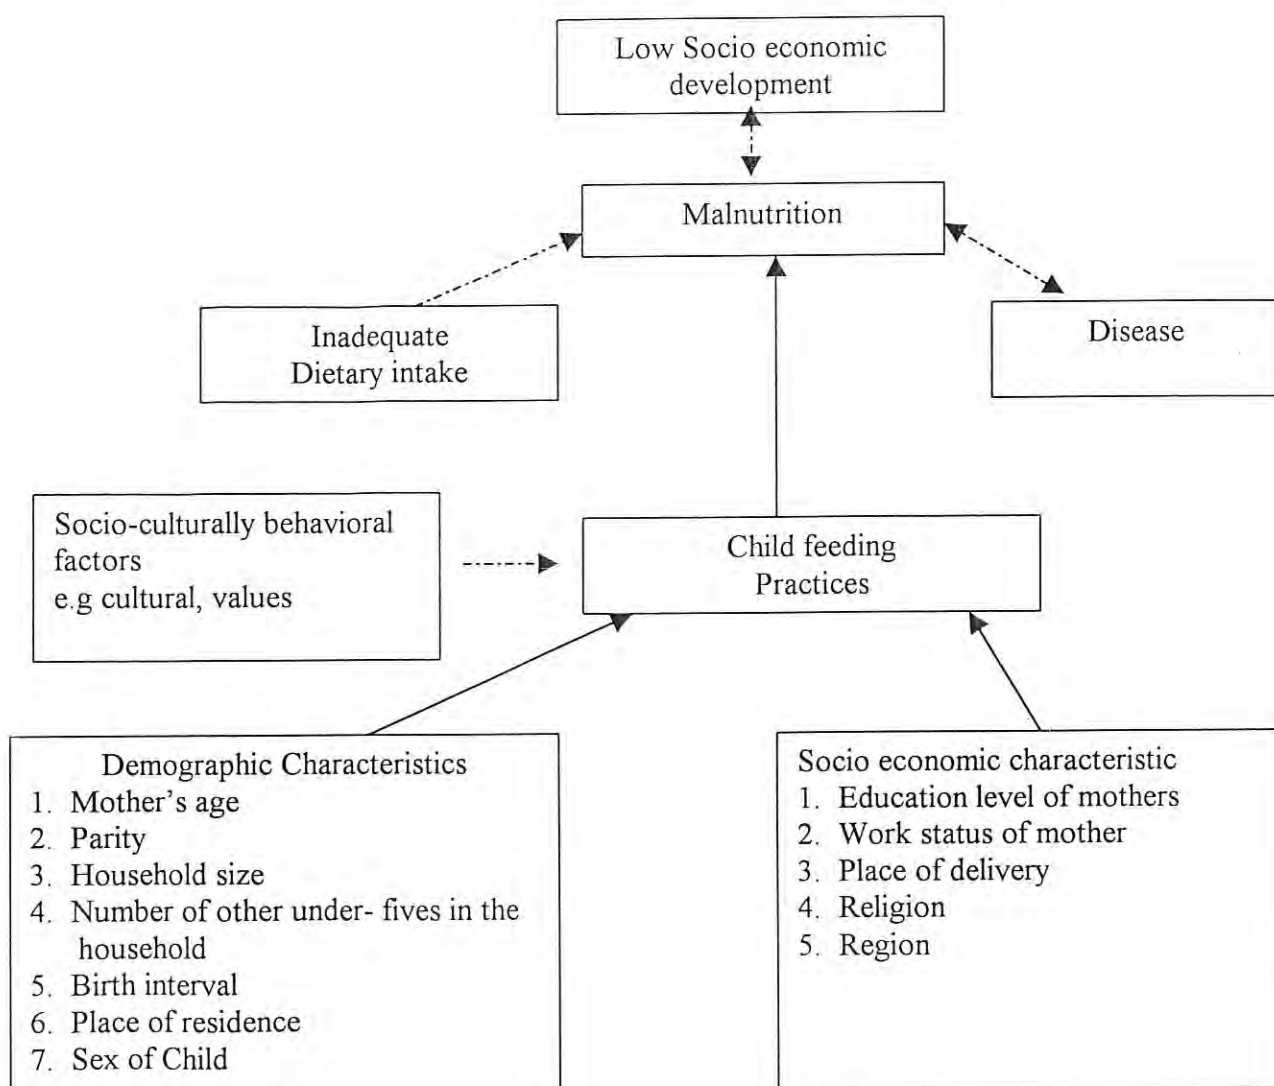 Low Socio economic
development
Malnutrition
Inadequate
Dietary intake
Disease
Socio-culturally behavioral
factors
e.g cultural, values
Child feeding
Practices
Demographic Characteristics
1. Mother's age
2. Parity
3. Household size
4. Number of other under- fives in the
household
5. Birth interval
6. Place of residence
7. Sex of Child
Socio economic characteristic
1. Education level of mothers
2. Work status of mother
3. Place of delivery
4. Religion
5. Region